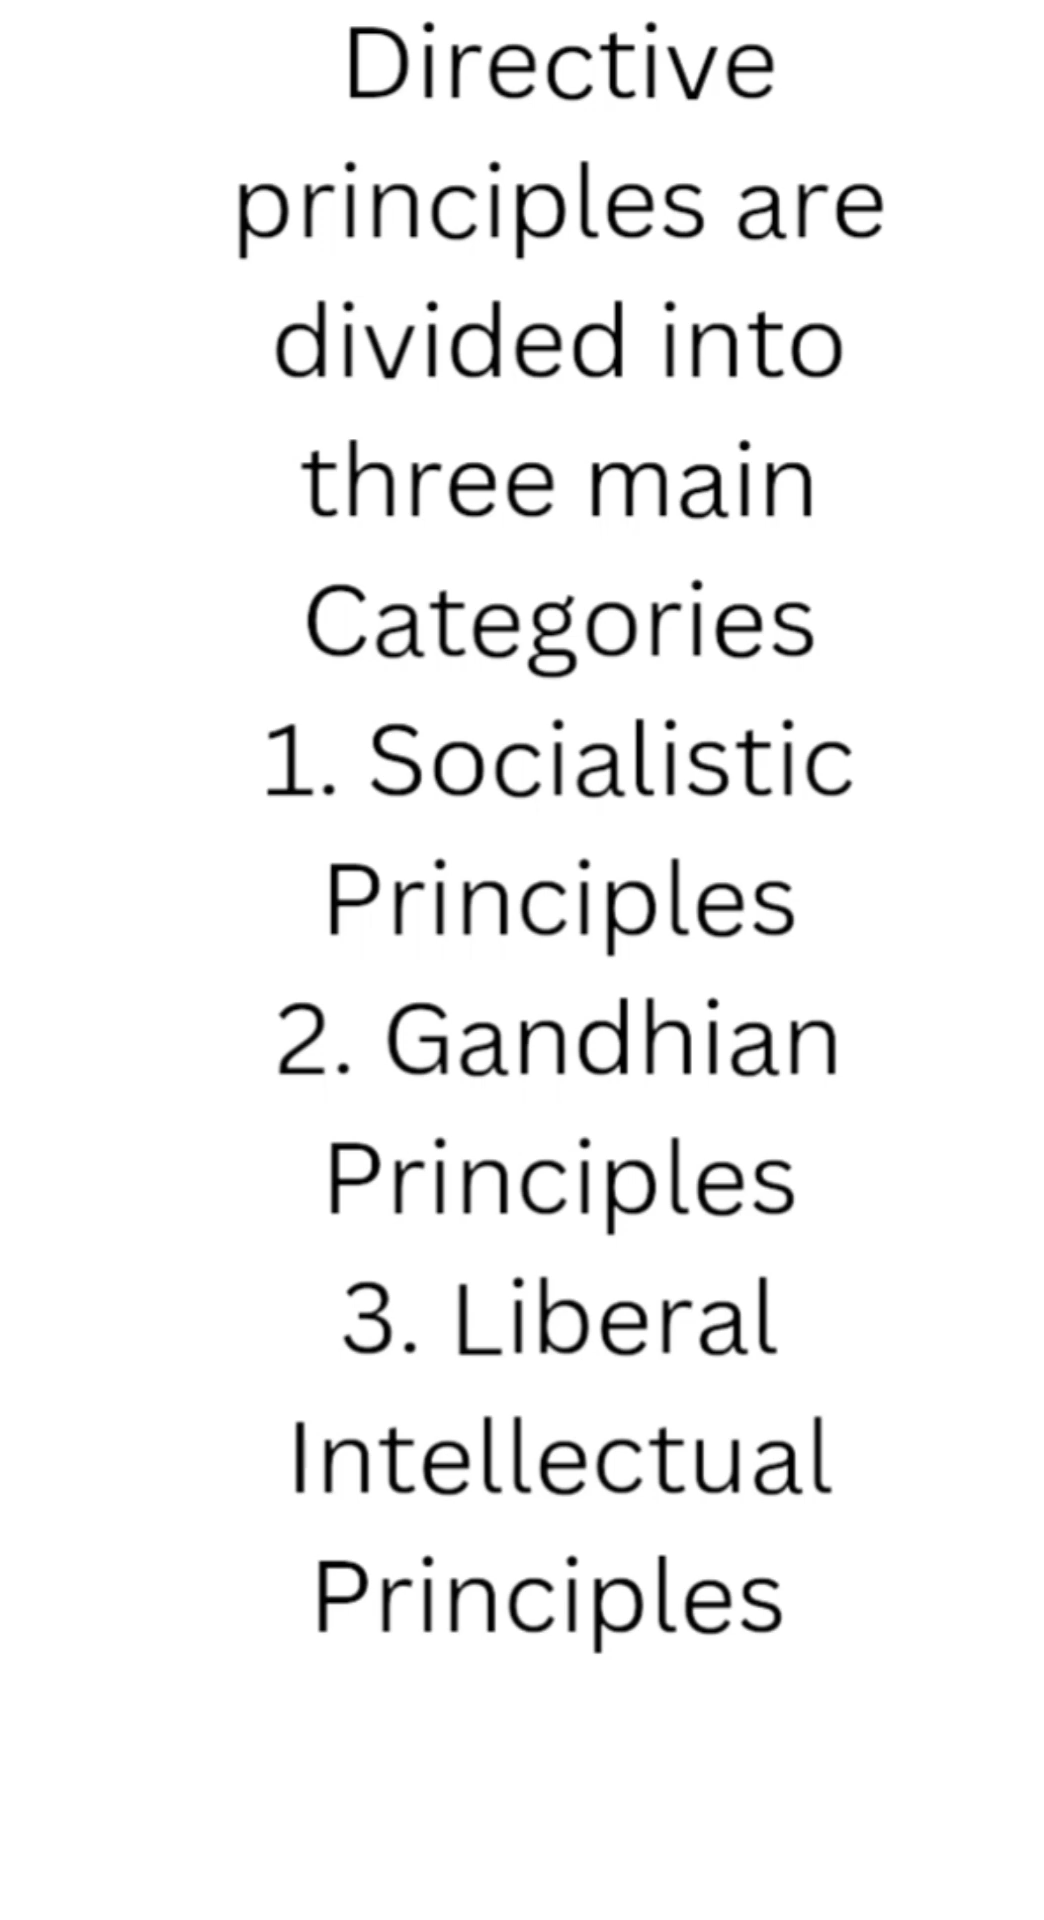 Directive
principles are
divided into
three main
Categories
1. Socialistic
Principles
2. Gandhian
Principles
3. Liberal
Intellectual
Principles